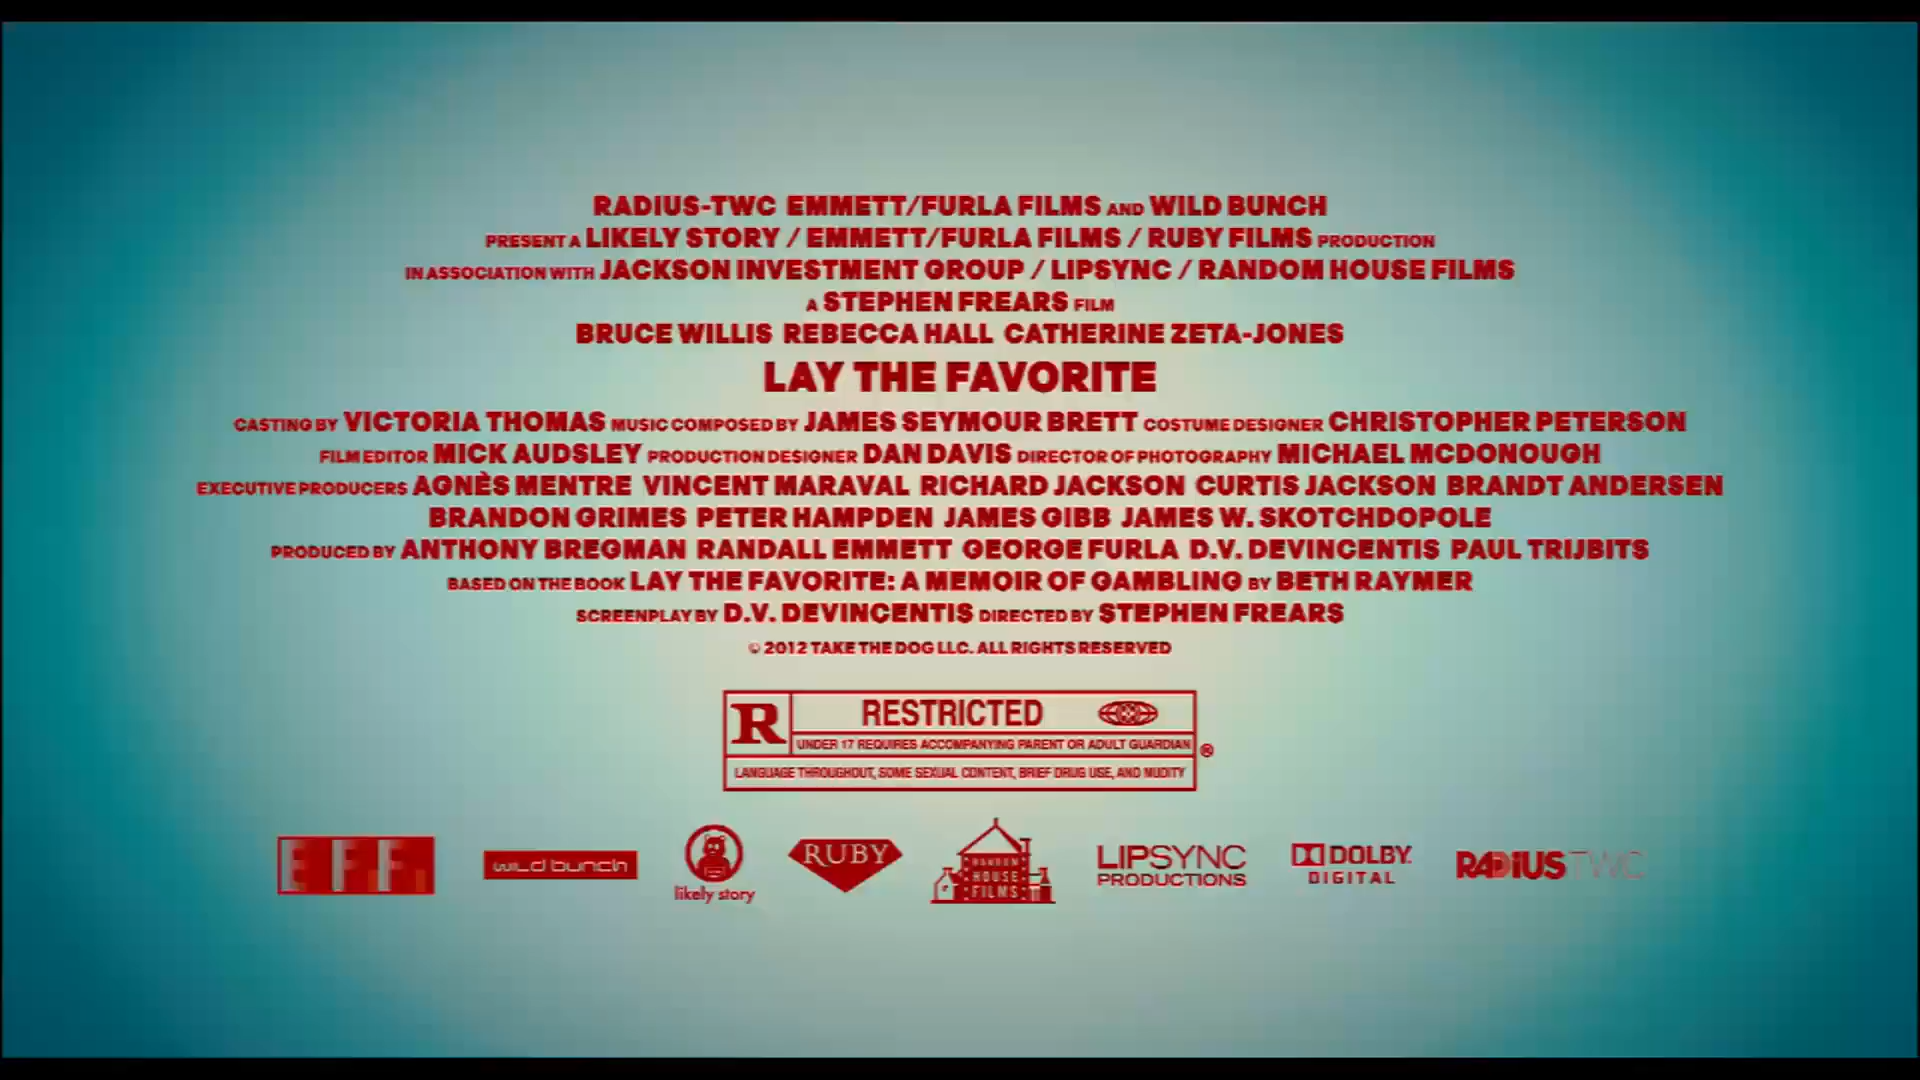 RADIUS-TWC EMMETT/FURLA FILMS AND WILD BUNCH
PRESENT A LIKELY STORY / EMMETT/FURLA FILMS / RUBY FILMS PRODUCTION
IN ASSOCIATION WITH JACKSON INVESTMENT GROUP / LIPSYNC / RANDOM HOUSE FILMS
A STEPHEN FREARS FILM
BRUCE WILLIS REBECCA HALL CATHERINE ZETA-JONES
LAY THE FAVORITE
CASTING BY VICTORIA THOMAS MUSIC COMPOSED BY JAMES SEYMOUR BRETT COSTUME DESIGNER CHRISTOPHER PETERSON
FILM EDITOR MICK AUDSLEY PRODUCTION DESIGNER DAN DAVIS DIRECTOR OF PHOTOGRAPHY MICHAEL MCDONOUGH
EXECUTIVE PRODUCERS AGNÈS MENTRE VINCENT MARAVAL RICHARD JACKSON CURTIS JACKSON BRANDT ANDERSEN
BRANDON GRIMES PETER HAMPDEN JAMES GIBB JAMES W. SKOTCHDOPOLE
PRODUCED BY ANTHONY BREGMAN RANDALL EMMETT GEORGE FURLA D.V. DEVINCENTIS PAUL TRIJBITS
BASED ON THE BOOK LAY THE FAVORITE: A MEMOIR OF GAMBLING BY BETH RAYMER
SCREENPLAY BY D.V. DEVINCENTIS DIRECTED BY STEPHEN FREARS
© 2012 TAKE THE DOG LLC. ALL RIGHTS RESERVED
R RESTRICTED
UNDER 17 REQUIRES ACCOMPANYING PARENT OR ADULT GUARDIAN ®
LANGUAGE THROUGHOUT, SOME SEXUAL CONTENT, BRIEF DRUG USE, AND NUDITY
E.F.F.
wild bunch
likely story
RUBY
RANDOM
HOUSE
FILMS
LIPSYNC
PRODUCTIONS
DOLBY
DIGITAL
RADiUS TWC